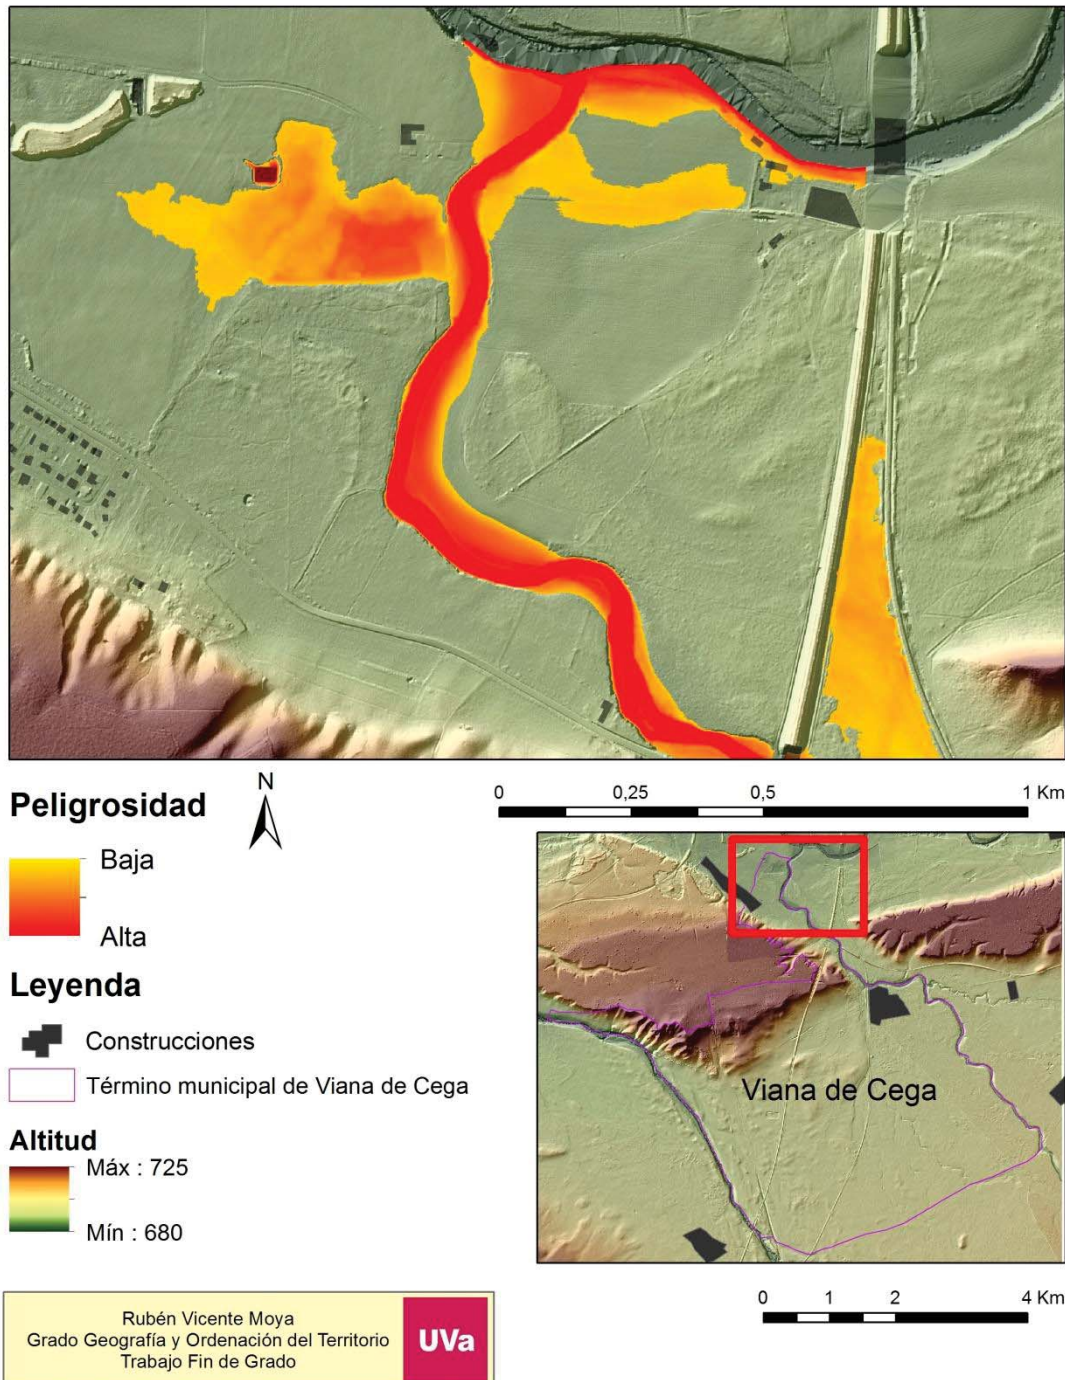 Peligrosidad
Baja
Alta
N
0 0,25 0,5 1 Km
Leyenda
Construcciones
Término municipal de Viana de Cega
Altitud
Máx : 725
Mín : 680
Viana de Cega
0 1 2 4 Km
Rubén Vicente Moya
Grado Geografía y Ordenación del Territorio
Trabajo Fin de Grado
UVa